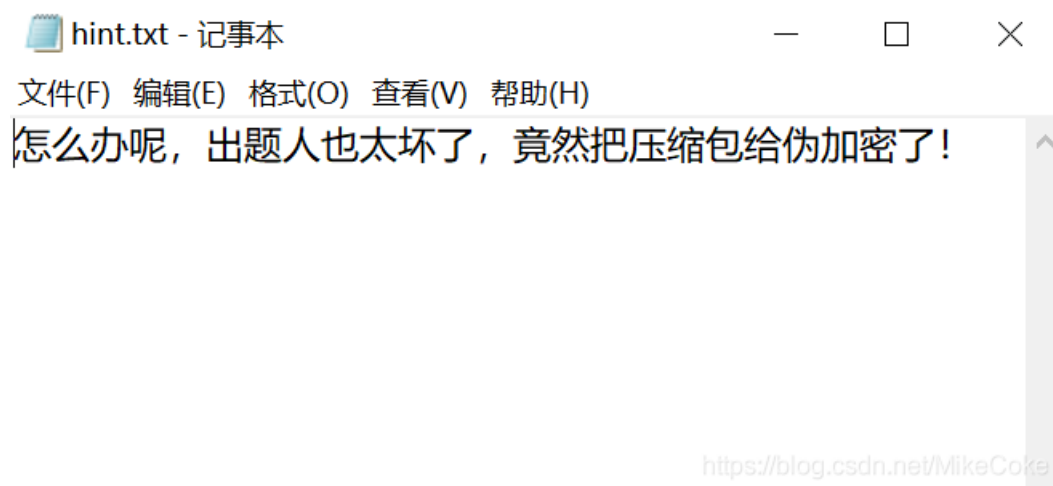 hint.txt - 记事本
文件(F) 编辑(E) 格式(O) 查看(V) 帮助(H)
怎么办呢，出题人也太坏了，竟然把压缩包给伪加密了！
https://blog.csdn.net/MikeCoke